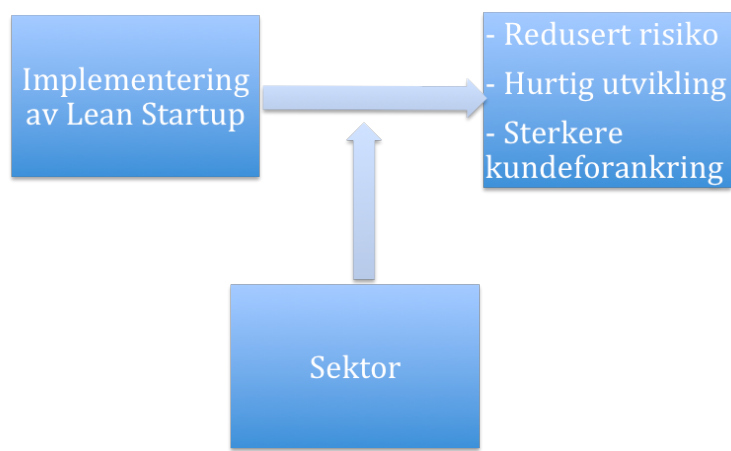 Implementering
av Lean Startup
- Redusert risiko
- Hurtig utvikling
- Sterkere
kundeforankring
Sektor